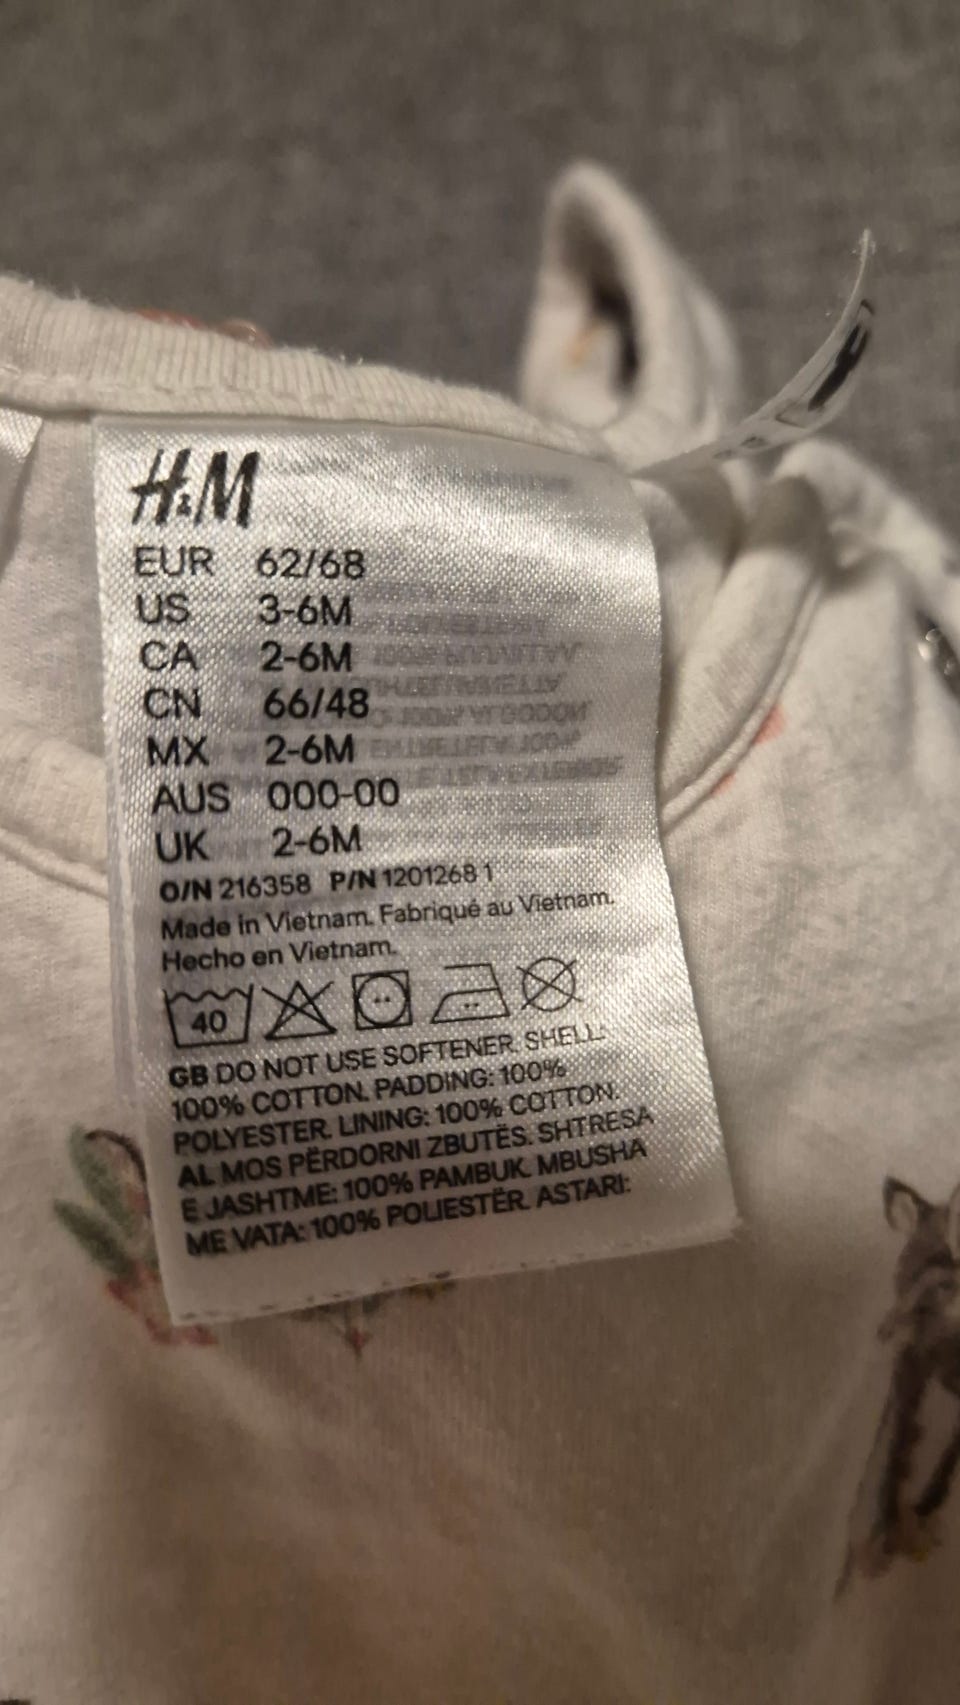 H&M
EUR 62/68
US 3-6M
CA 2-6M
CN 66/48
MX 2-6M
AUS 000-00
UK 2-6M
O/N 216358 P/N 1201268 1
Made in Vietnam. Fabriqué au Vietnam.
Hecho en Vietnam.
40
GB DO NOT USE SOFTENER. SHELL:
100% COTTON. PADDING: 100%
POLYESTER. LINING: 100% COTTON.
AL MOS PËRDORNI ZBUTËS. SHTRESA
E JASHTME: 100% PAMBUK. MBUSHA
ME VATA: 100% POLIESTËR. ASTARI: